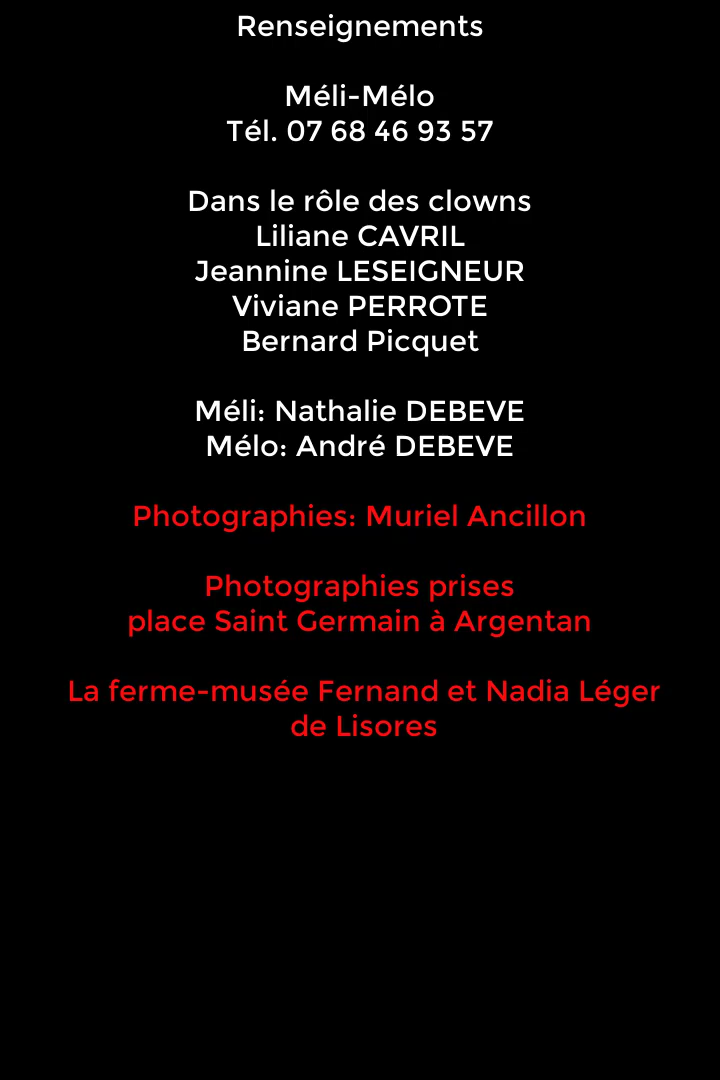 Renseignements
Méli-Mélo
Tél. 07 68 46 93 57
Dans le rôle des clowns
Liliane CAVRIL
Jeannine LESEIGNEUR
Viviane PERROTE
Bernard Picquet
Méli: Nathalie DEBEVE
Mélo: André DEBEVE
Photographies: Muriel Ancillon
Photographies prises
place Saint Germain à Argentan
La ferme-musée Fernand et Nadia Léger
de Lisores